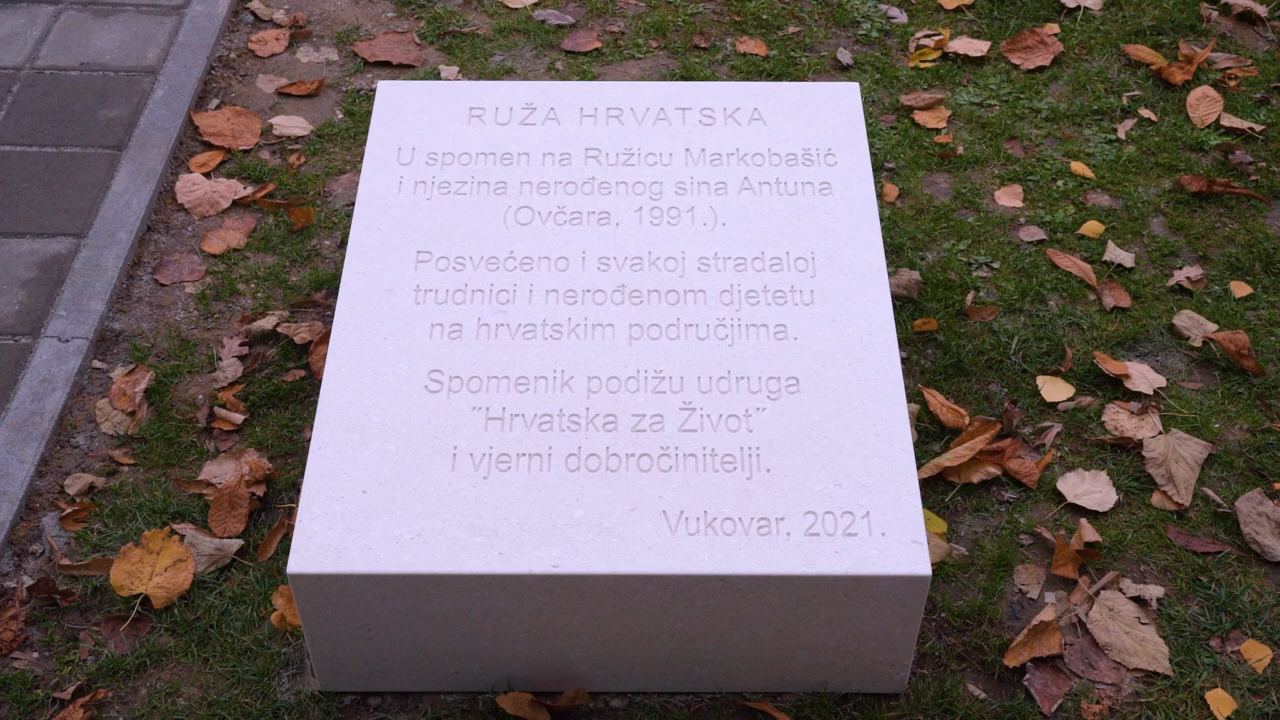 RUŽA HRVATSKA
U spomen na Ružicu Markobašić
i njezina nerođenog sina Antuna
(Ovčara, 1991.).
Posvećeno i svakoj stradaloj
trudnici i nerođenom djetetu
na hrvatskim područjima.
Spomenik podižu udruga
˝Hrvatska za Život˝
i vjerni dobročinitelji.
Vukovar, 2021.